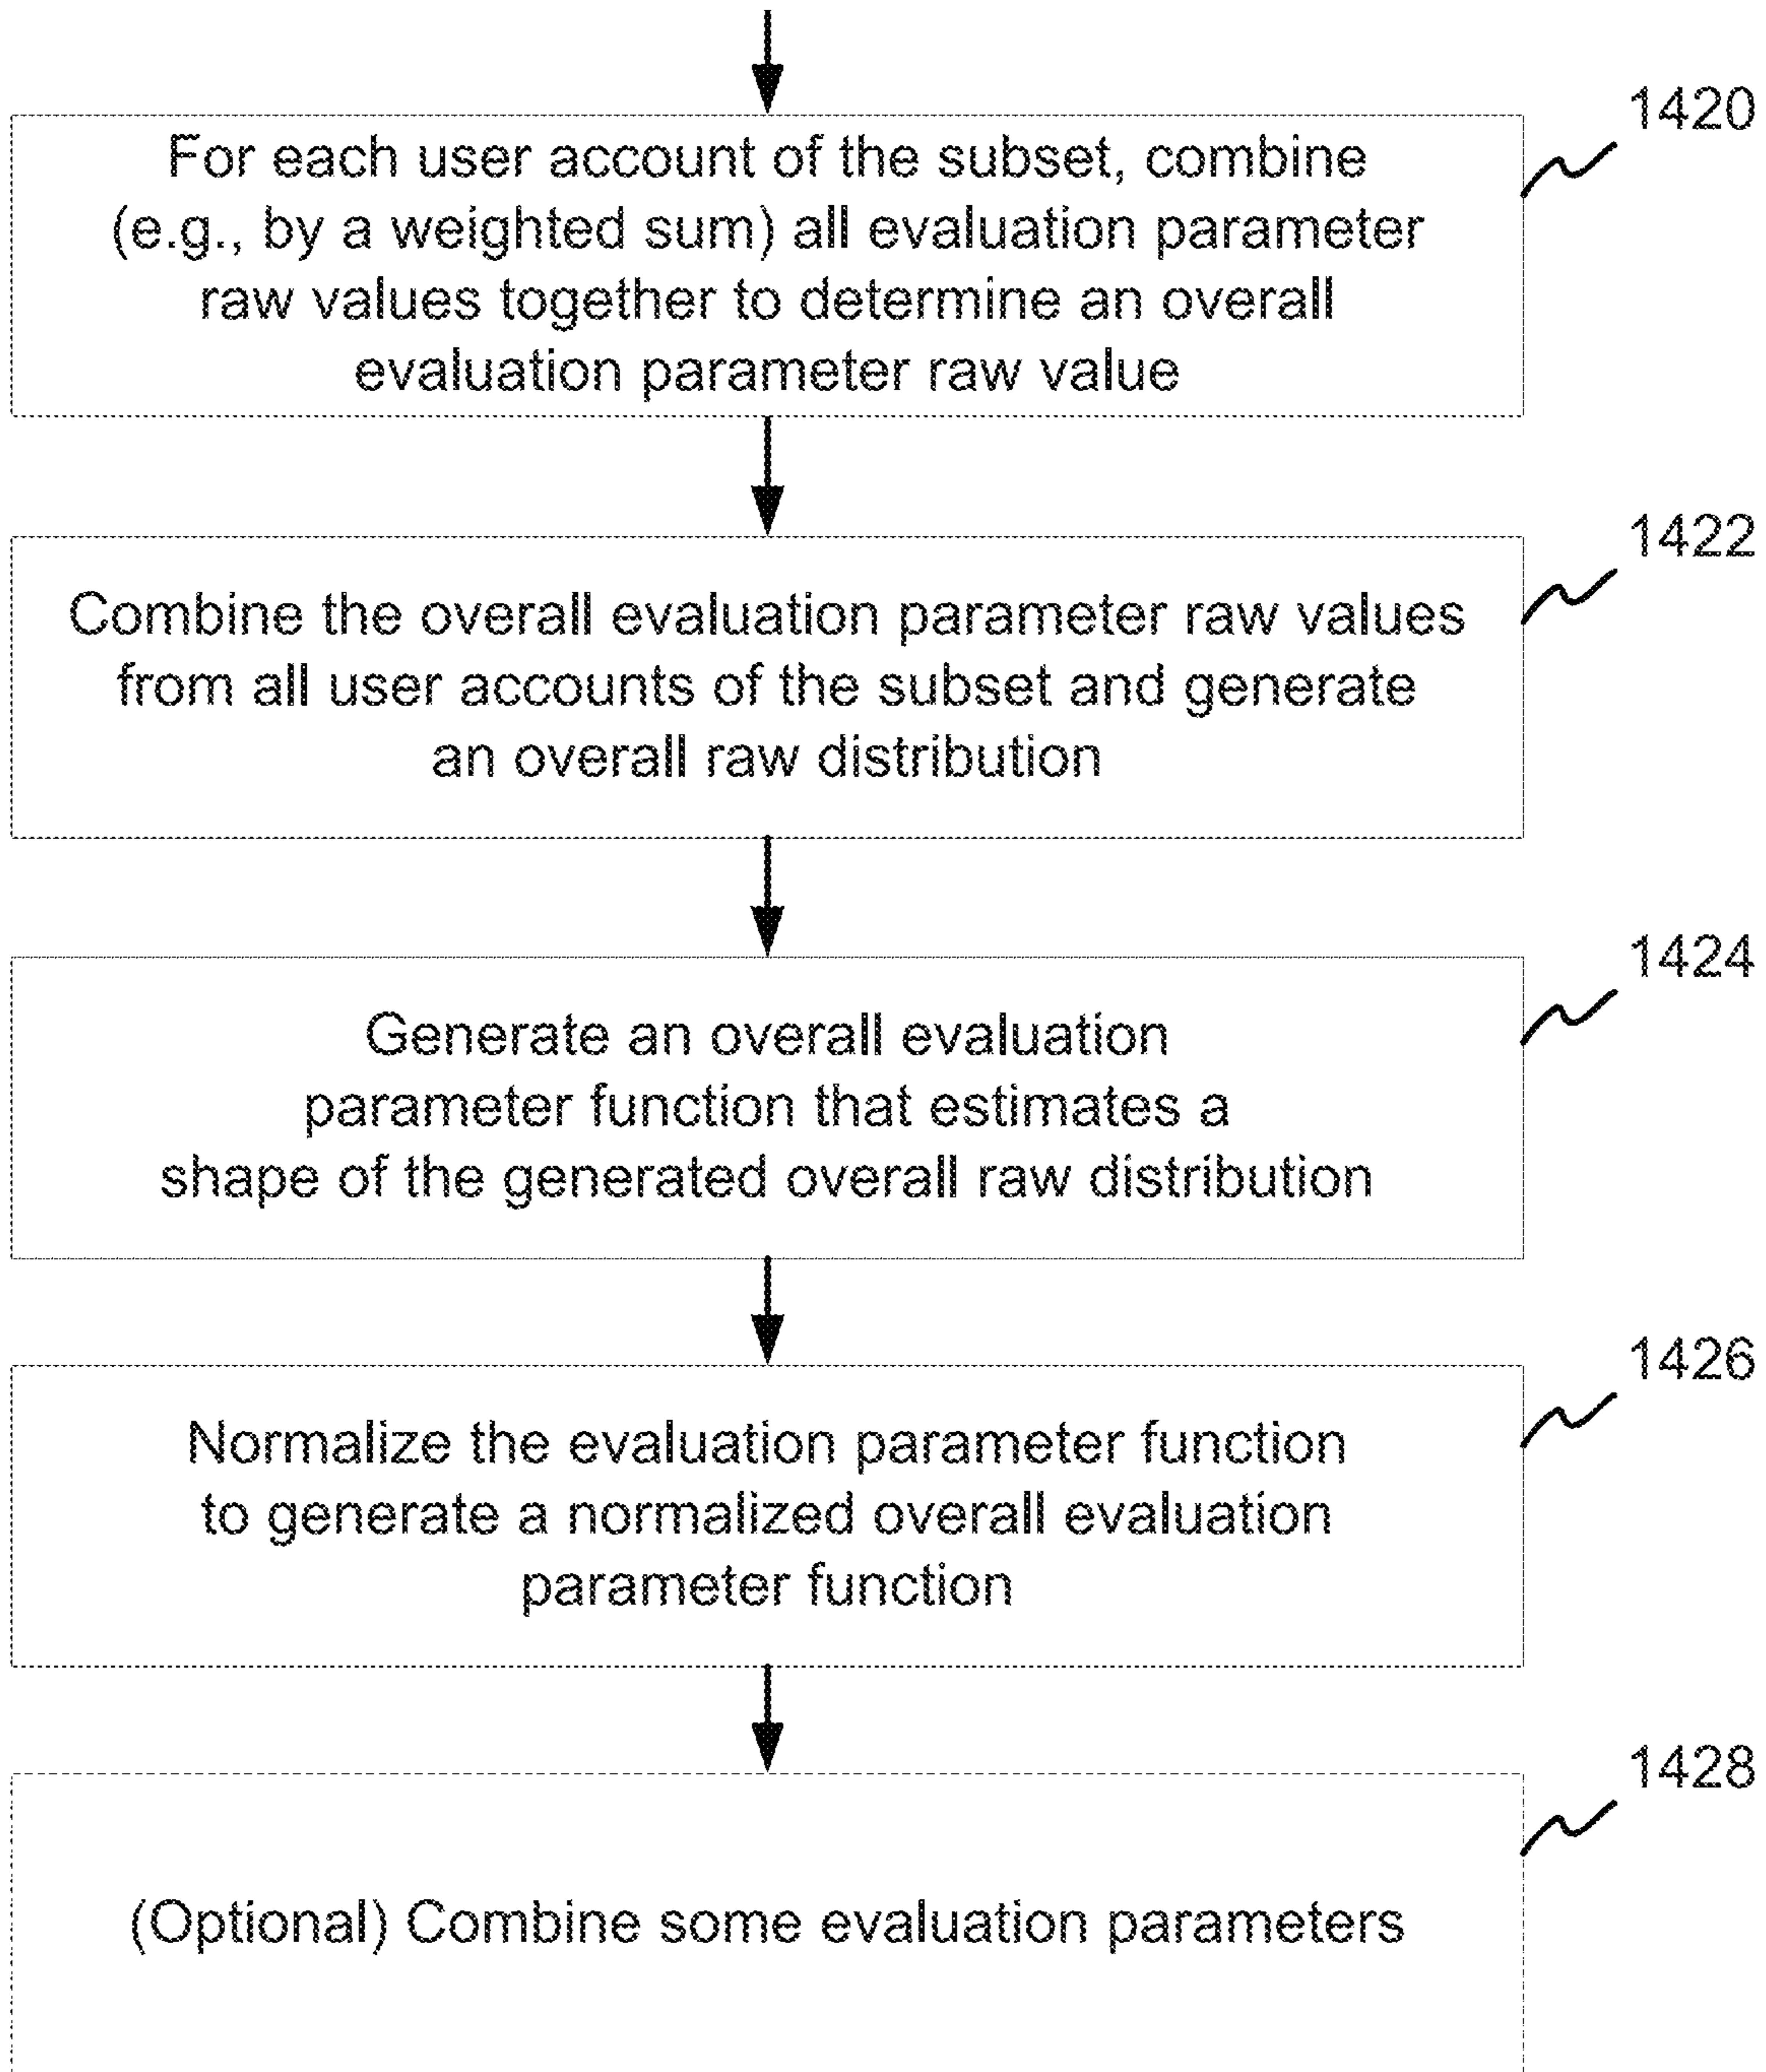 1420
For each user account of the subset, combine
(e.g., by a weighted sum) all evaluation parameter
raw values together to determine an overall
evaluation parameter raw value
1422
Combine the overall evaluation parameter raw values
from all user accounts of the subset and generate
an overall raw distribution
1424
Generate an overall evaluation
parameter function that estimates a
shape of the generated overall raw distribution
1426
Normalize the evaluation parameter function
to generate a normalized overall evaluation
parameter function
1428
(Optional) Combine some evaluation parameters